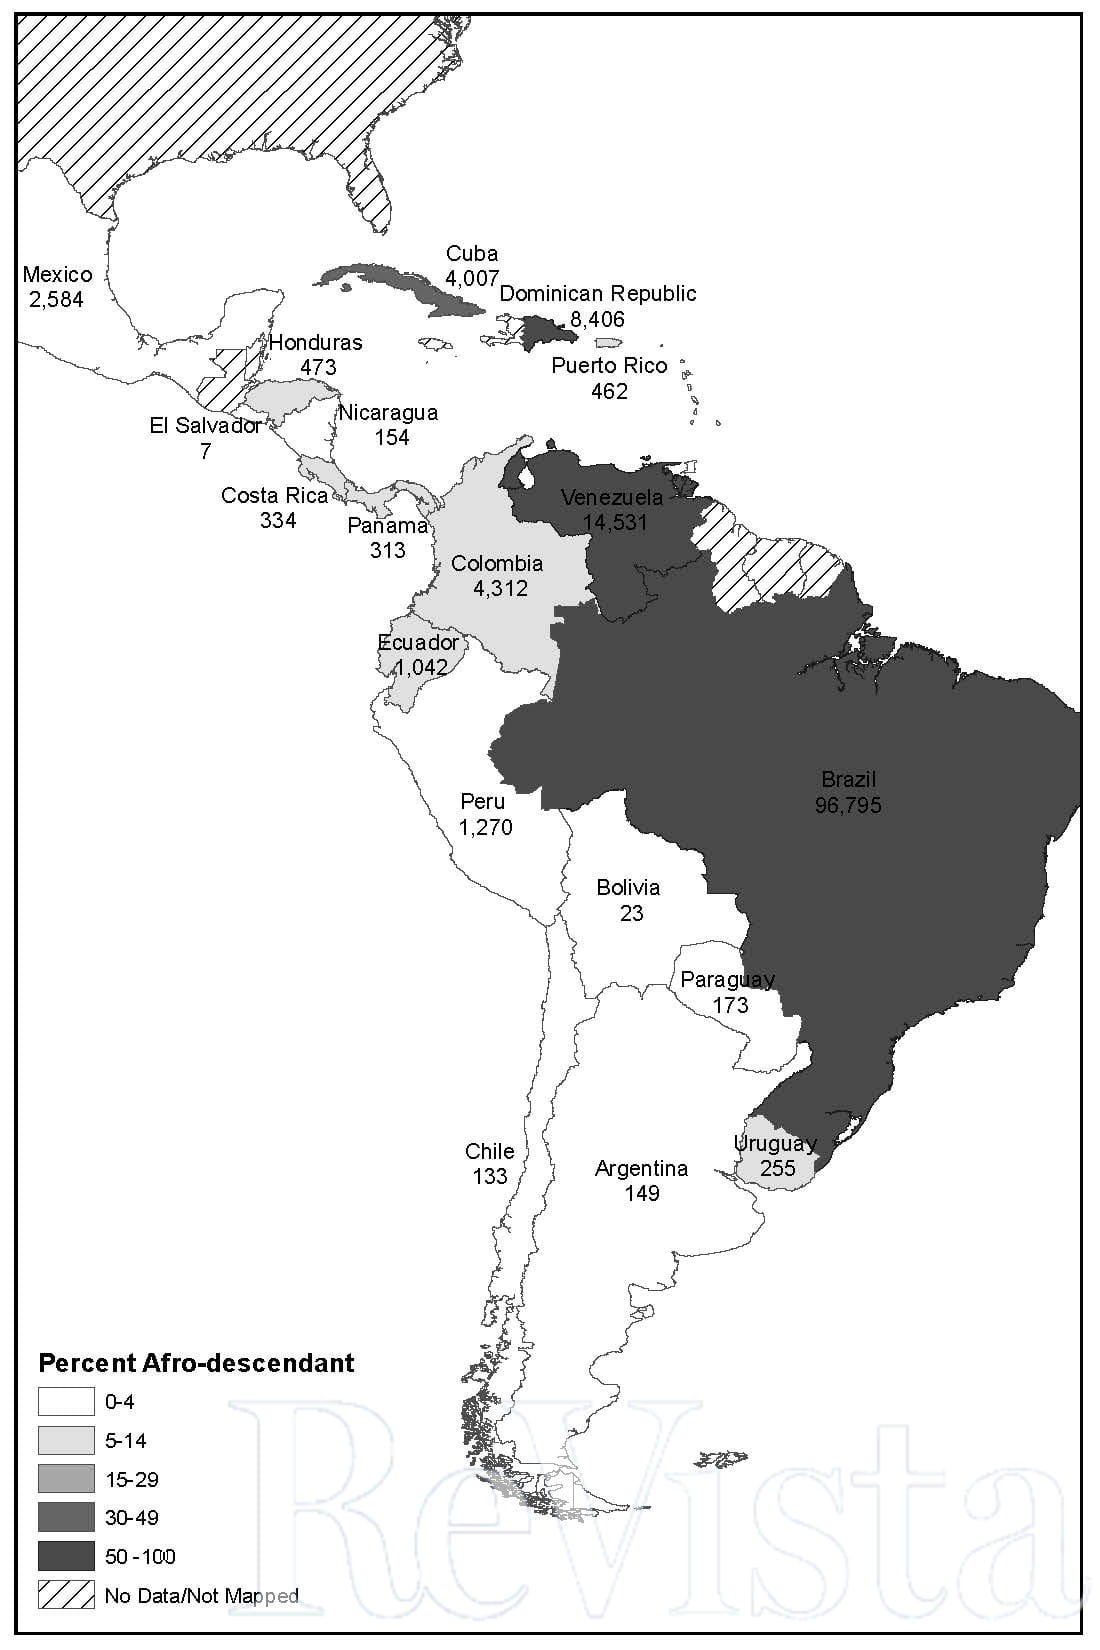 Cuba
4,007
Mexico
2,584
Dominican Republic
8,406
Honduras
473
Puerto Rico
462
Nicaragua
154
El Salvador
7
Costa Rica
334
Panama
313
Venezuela
14,531
Colombia
4,312
Ecuador
1,042
Brazil
96,795
Peru
1,270
Bolivia
23
Paraguay
173
Uruguay
255
Chile
133
Argentina
149
Percent Afro-descendant
0-4
5-14
15-29
30-49
50 -100
No Data/Not Mapped
ReVista